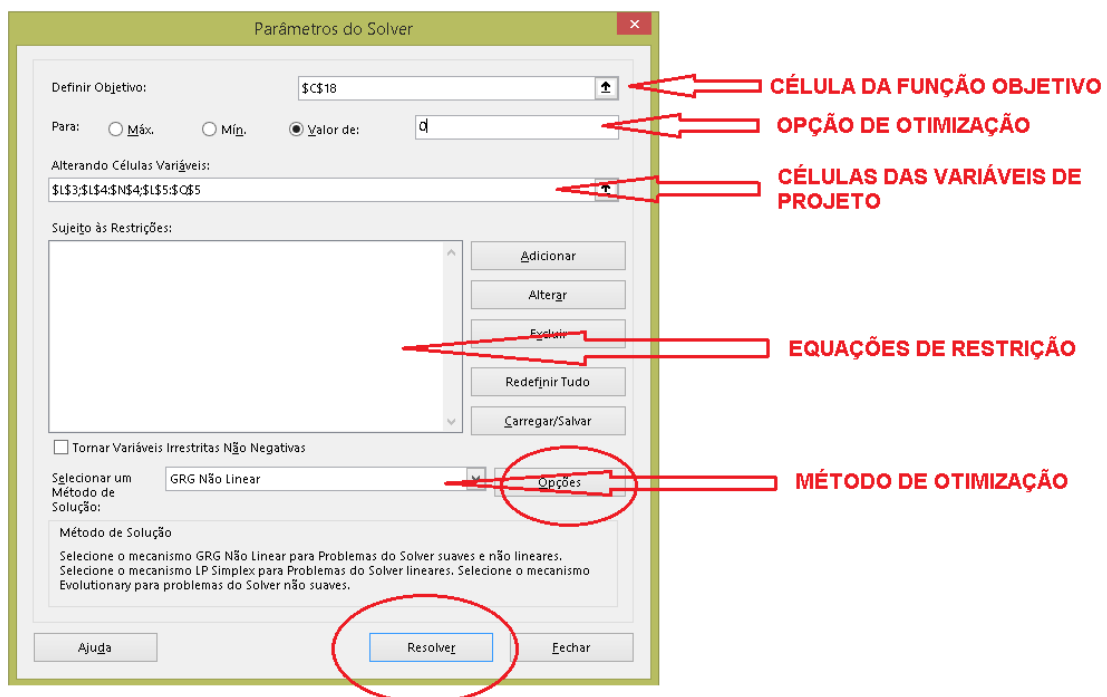 Parâmetros do Solver
Definir Objetivo:
$C$18
CÉLULA DA FUNÇÃO OBJETIVO
Para:
Máx.
Mín.
Valor de:
0
OPÇÃO DE OTIMIZAÇÃO
Alterando Células Variáveis:
$L$3;$L$4:$N$4;$L$5:$Q$5
CÉLULAS DAS VARIÁVEIS DE
PROJETO
Sujeito às Restrições:
Adicionar
Alterar
Excluir
EQUAÇÕES DE RESTRIÇÃO
Redefinir Tudo
Carregar/Salvar
Tornar Variáveis Irrestritas Não Negativas
Selecionar um
Método de
Solução:
GRG Não Linear
Opções
MÉTODO DE OTIMIZAÇÃO
Método de Solução
Selecione o mecanismo GRG Não Linear para Problemas do Solver suaves e não lineares.
Selecione o mecanismo LP Simplex para Problemas do Solver lineares. Selecione o mecanismo
Evolutionary para problemas do Solver não suaves.
Ajuda
Resolver
Fechar